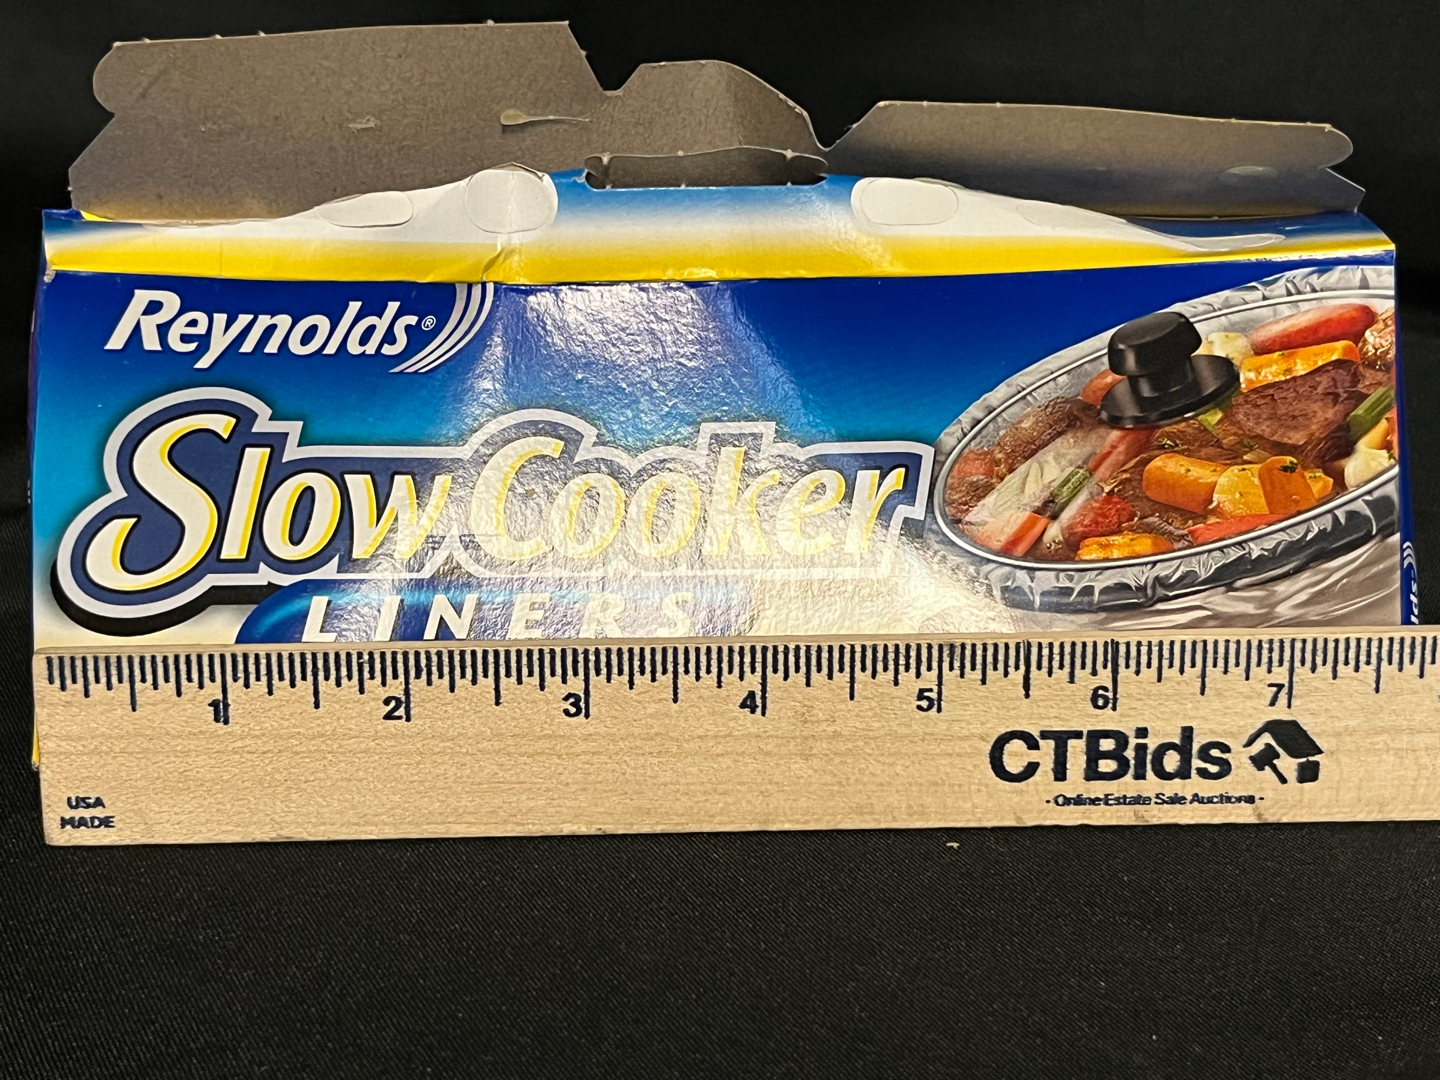 Reynolds®
Slow Cooker
LINERS
1 2 3 4 5 6 7
CTBids
- Online Estate Sale Auctions -
USA
MADE